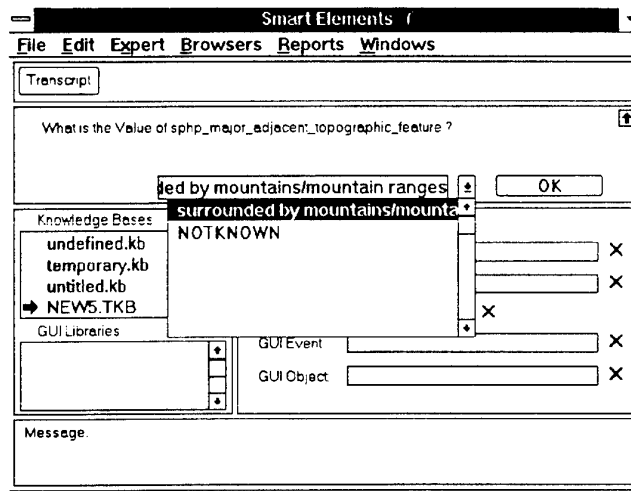 Smart Elements (
File Edit Expert Browsers Reports Windows
Transcript
What is the Value of sphp_major_adjacent_topographic_feature ?
ded by mountains/mountain ranges
OK
surrounded by mountains/mounta
NOTKNOWN
Knowledge Bases
undefined.kb
temporary.kb
untitled.kb
NEW5.TKB
GUI Libraries
GUI Event
GUI Object
Message.